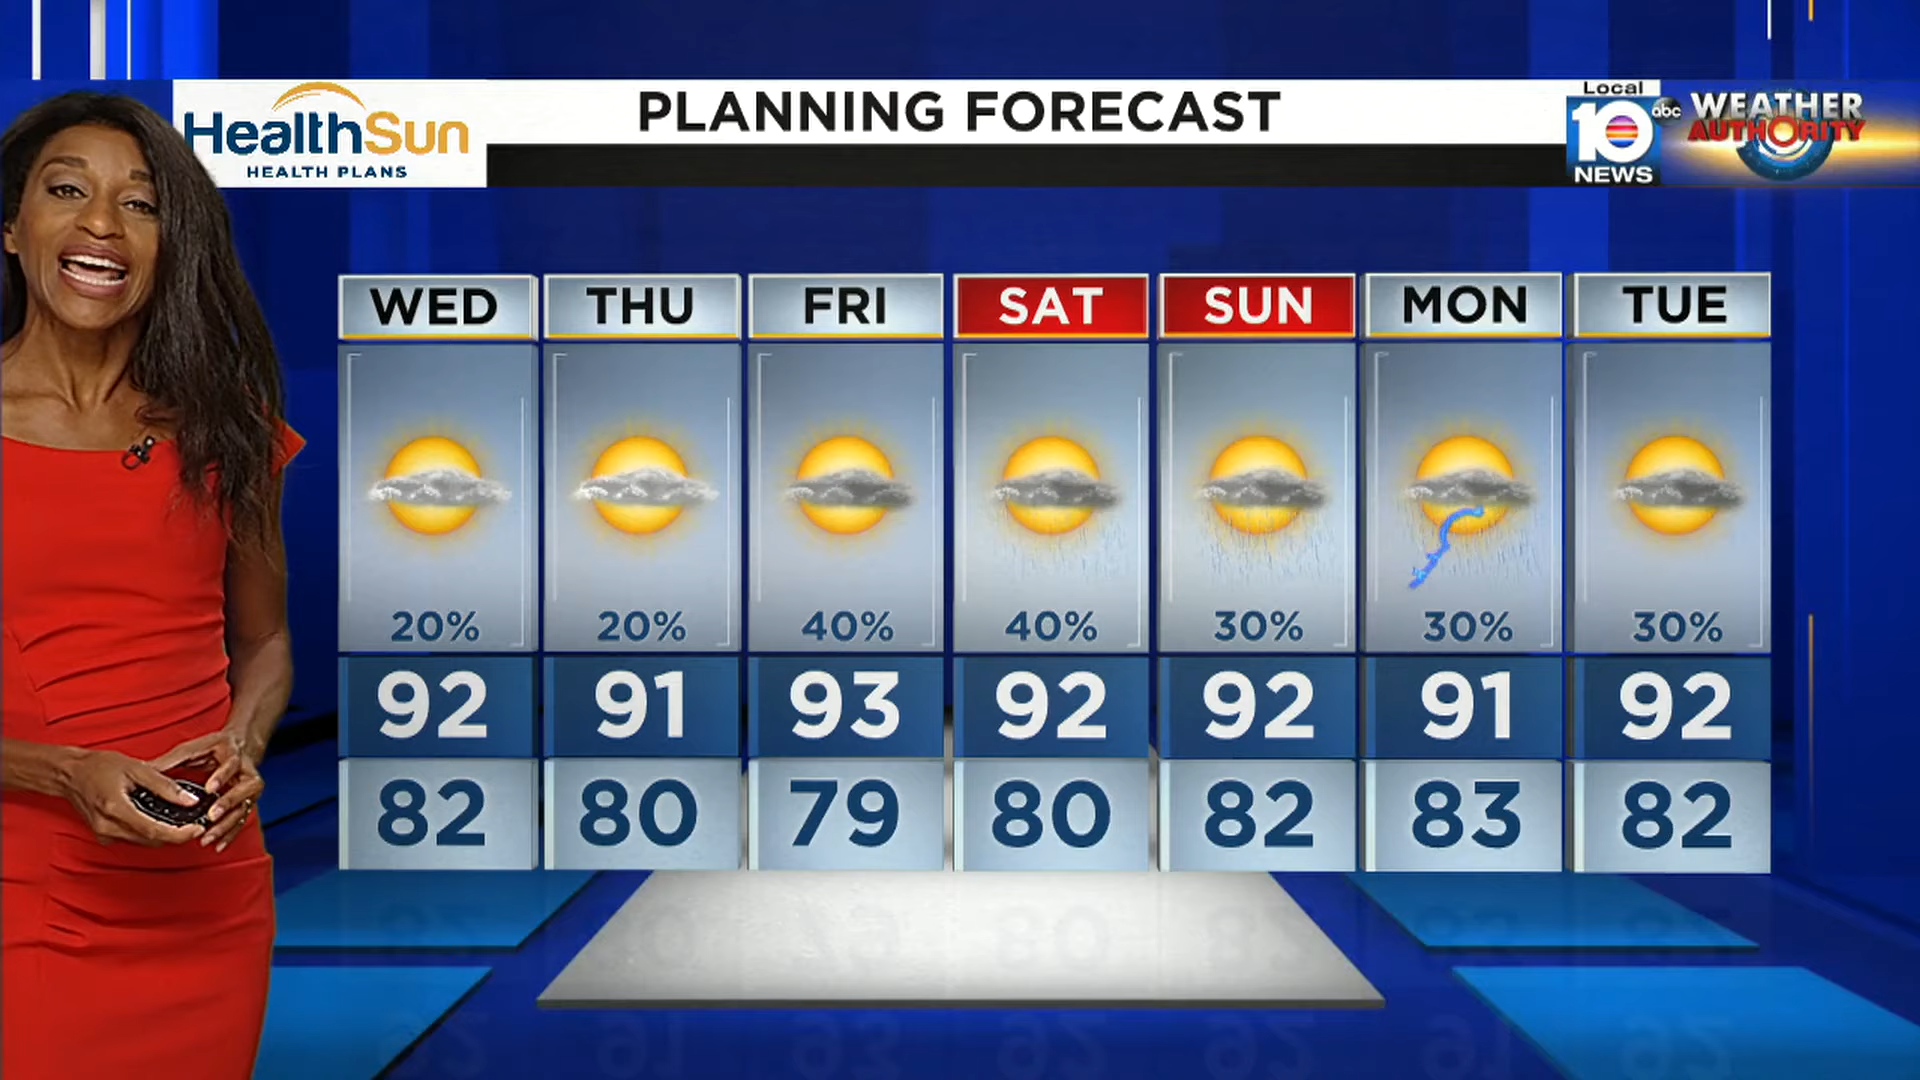 HealthSun
HEALTH PLANS
PLANNING FORECAST
Local
10
abc
NEWS
WEATHER
AUTHORITY
WED THU FRI SAT SUN MON TUE
20% 20% 40% 40% 30% 30% 30%
92 91 93 92 92 91 92
82 80 79 80 82 83 82